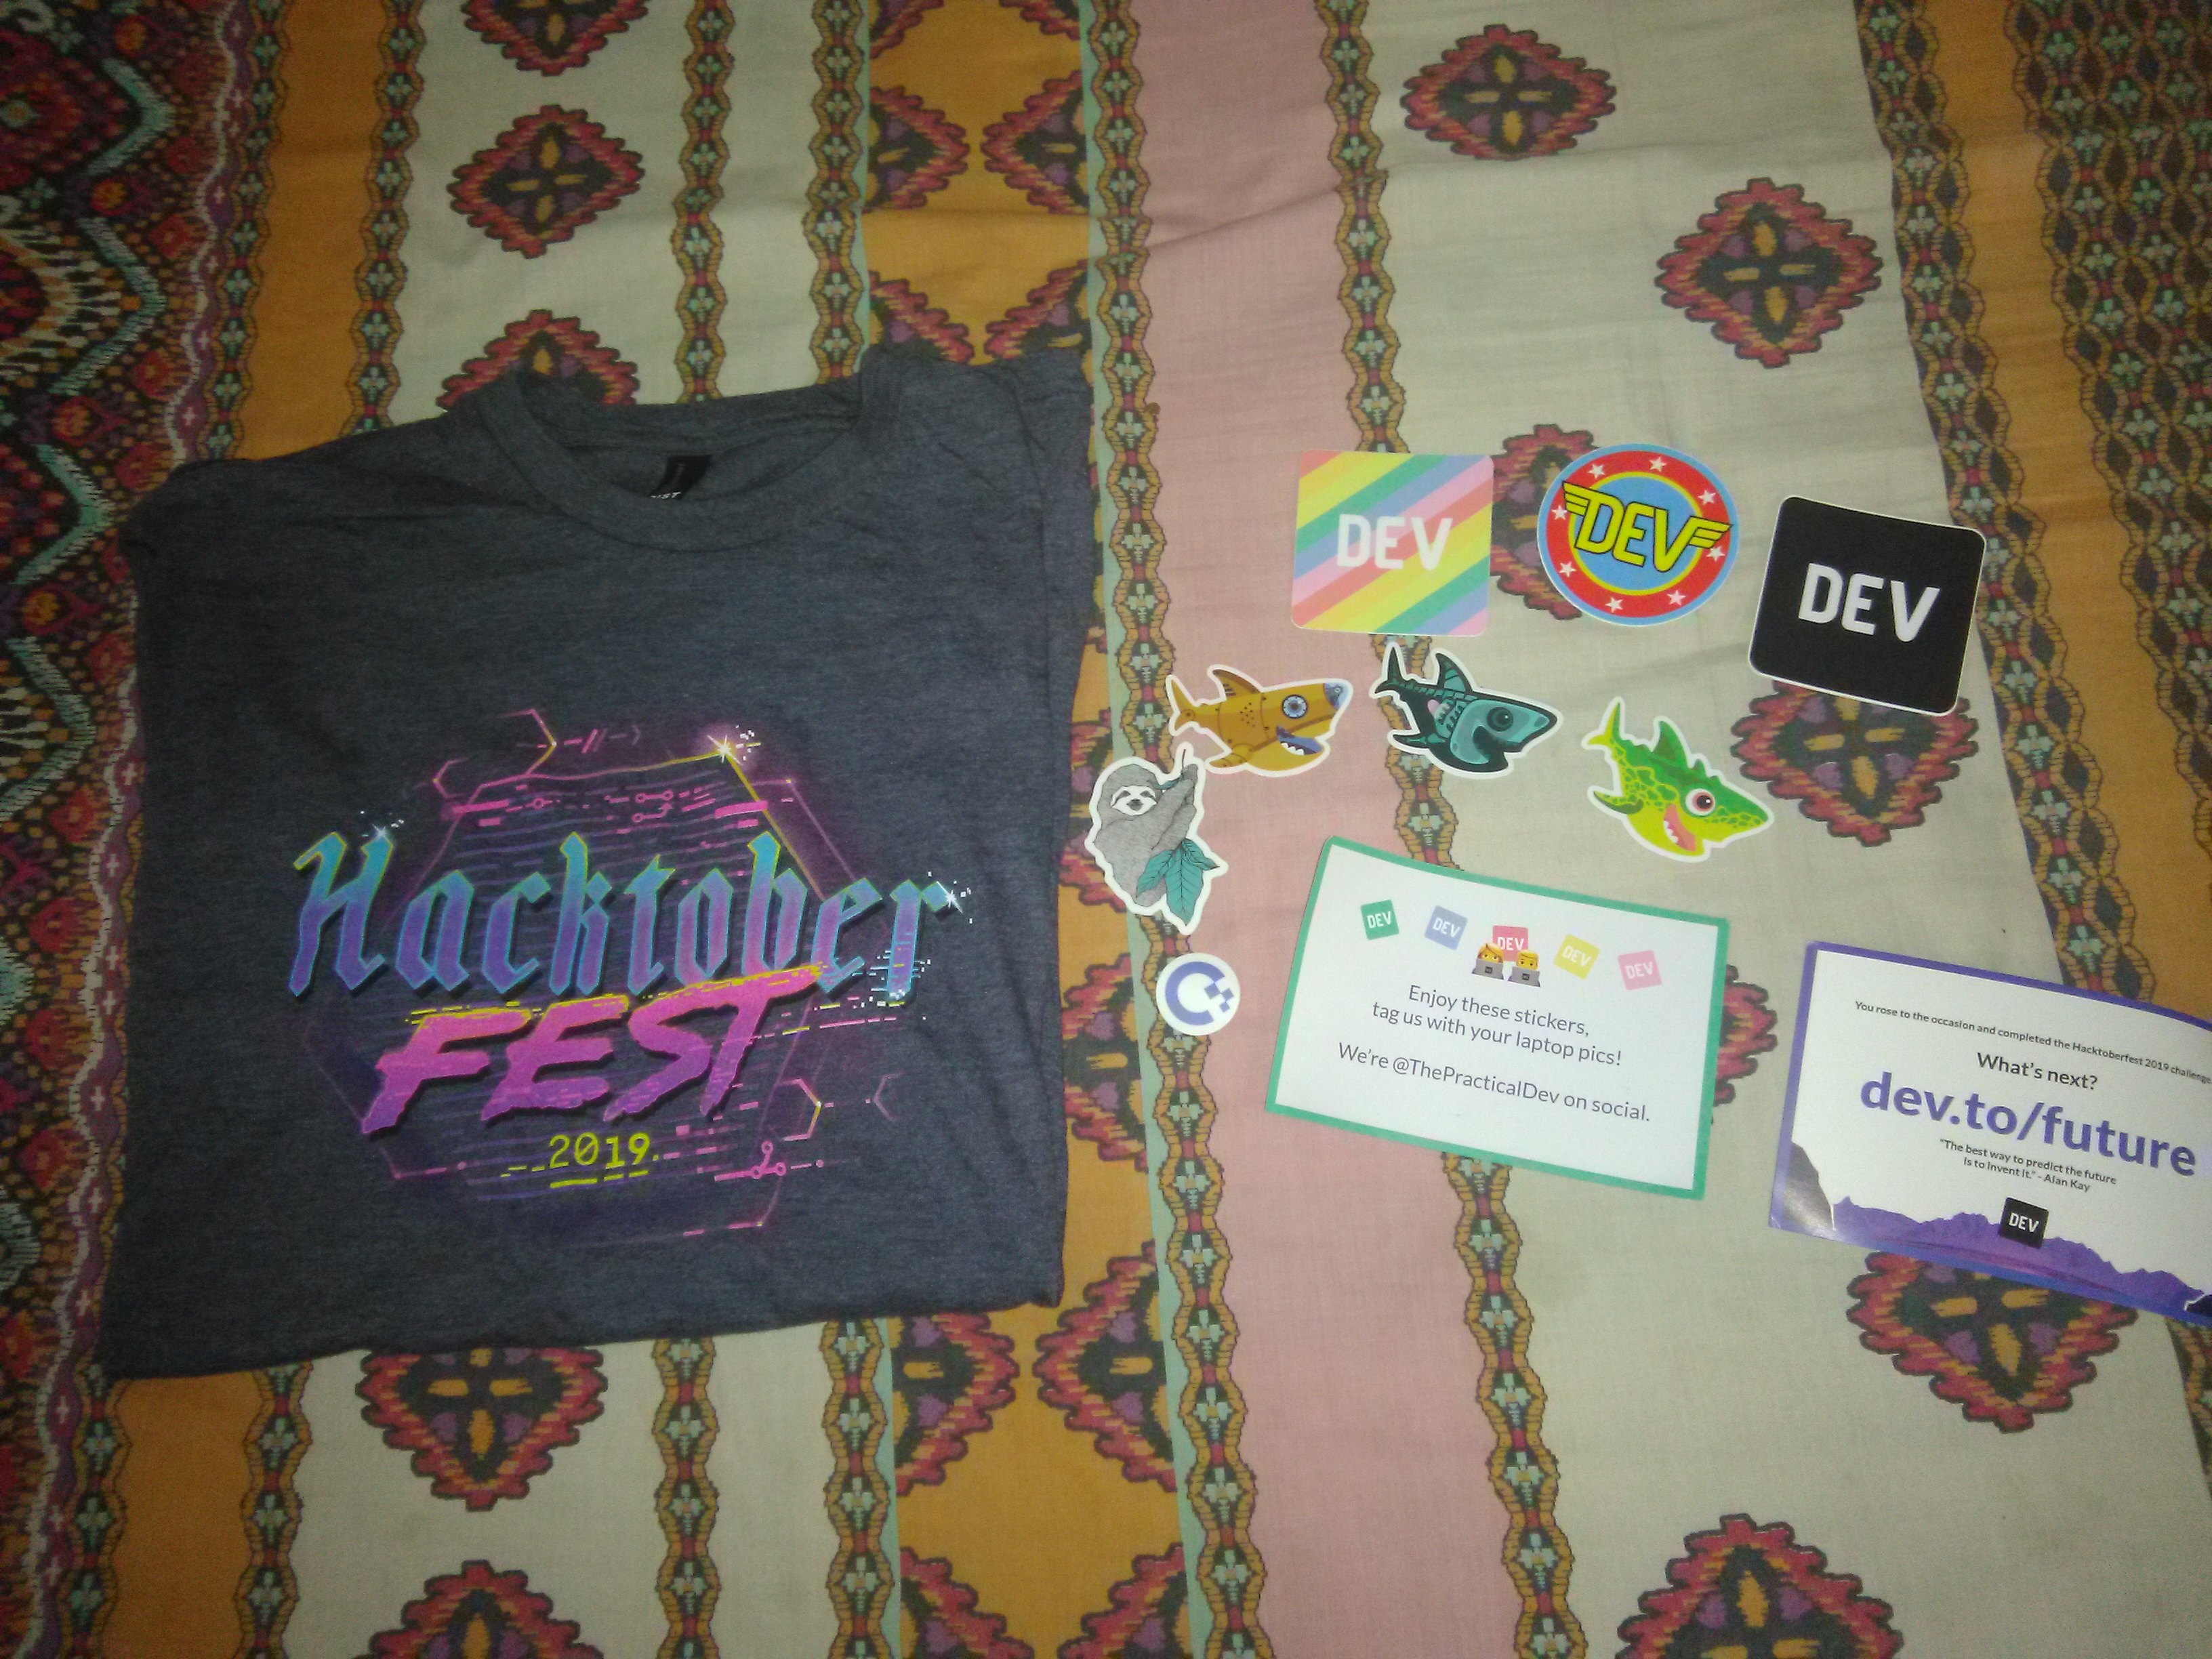 Hacktober
FEST
2019
DEV
DEV
DEV
DEV
DEV
DEV
DEV
DEV
Enjoy these stickers,
tag us with your laptop pics!
We're @ThePracticalDev on social.
You rose to the occasion and completed the Hacktoberfest 2019 challenge.
What's next?
dev.to/future
"The best way to predict the future
is to invent it." - Alan Kay
DEV